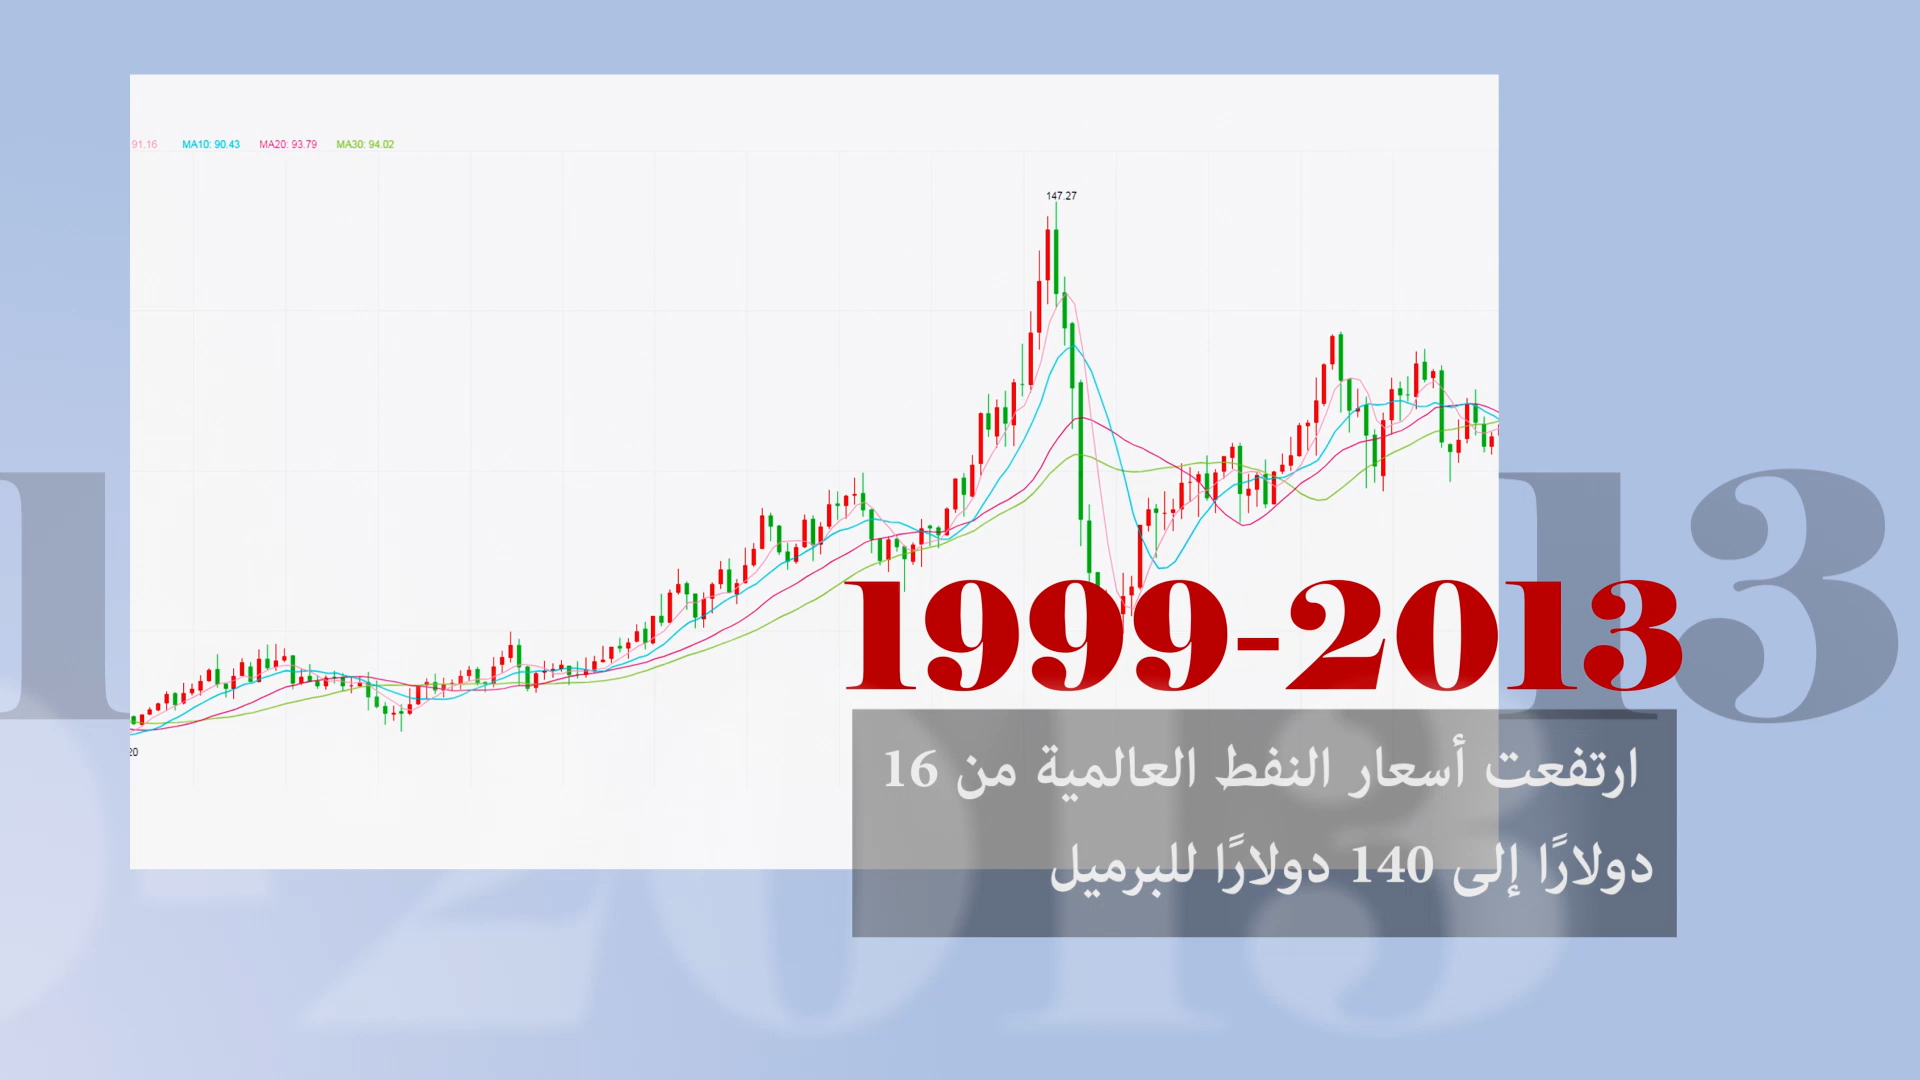 91.16 MA10: 90.43 MA20: 93.79 MA30: 94.02
147.27
1999-2013
ارتفعت أسعار النفط العالمية من 16
دولارًا إلى 140 دولارًا للبرميل
20